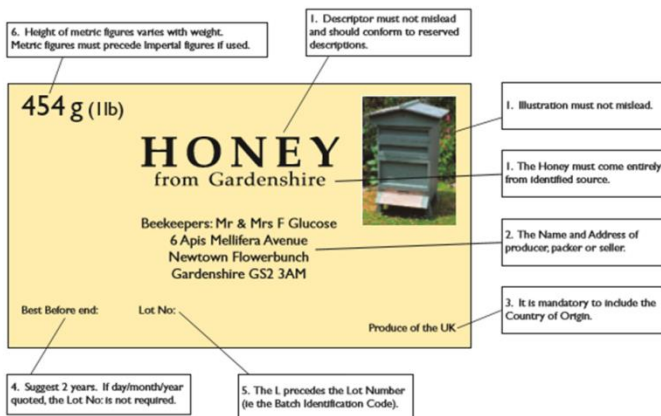 6. Height of metric figures varies with weight.
Metric figures must precede Imperial figures if used.
1. Descriptor must not mislead
and should conform to reserved
descriptions.
454 g (1lb)
1. Illustration must not mislead.
HONEY
from Gardenshire
1. The Honey must come entirely
from identified source.
Beekeepers: Mr & Mrs F Glucose
6 Apis Mellifera Avenue
Newtown Flowerbunch
Gardenshire GS2 3AM
2. The Name and Address of
producer, packer or seller.
Best Before end:
Lot No:
Produce of the UK
3. It is mandatory to include the
Country of Origin.
4. Suggest 2 years. If day/month/year
quoted, the Lot No: is not required.
5. The L precedes the Lot Number
(ie the Batch Identification Code).